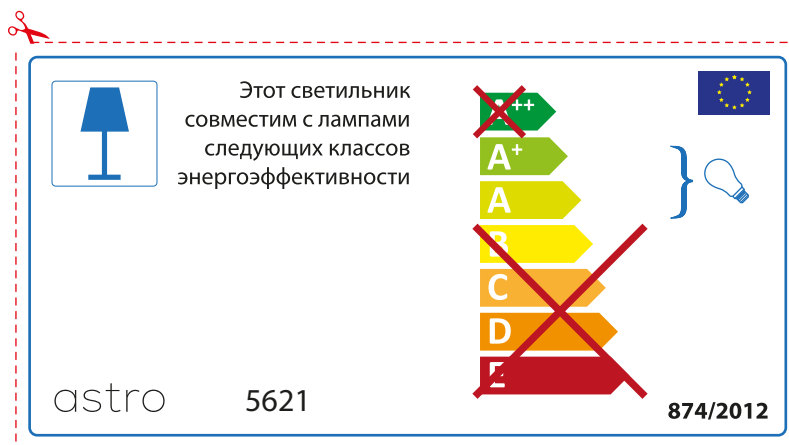 Этот светильник
совместим с лампами
следующих классов
энергоэффективности
A++
A+
A
B
C
D
E
astro
5621
874/2012